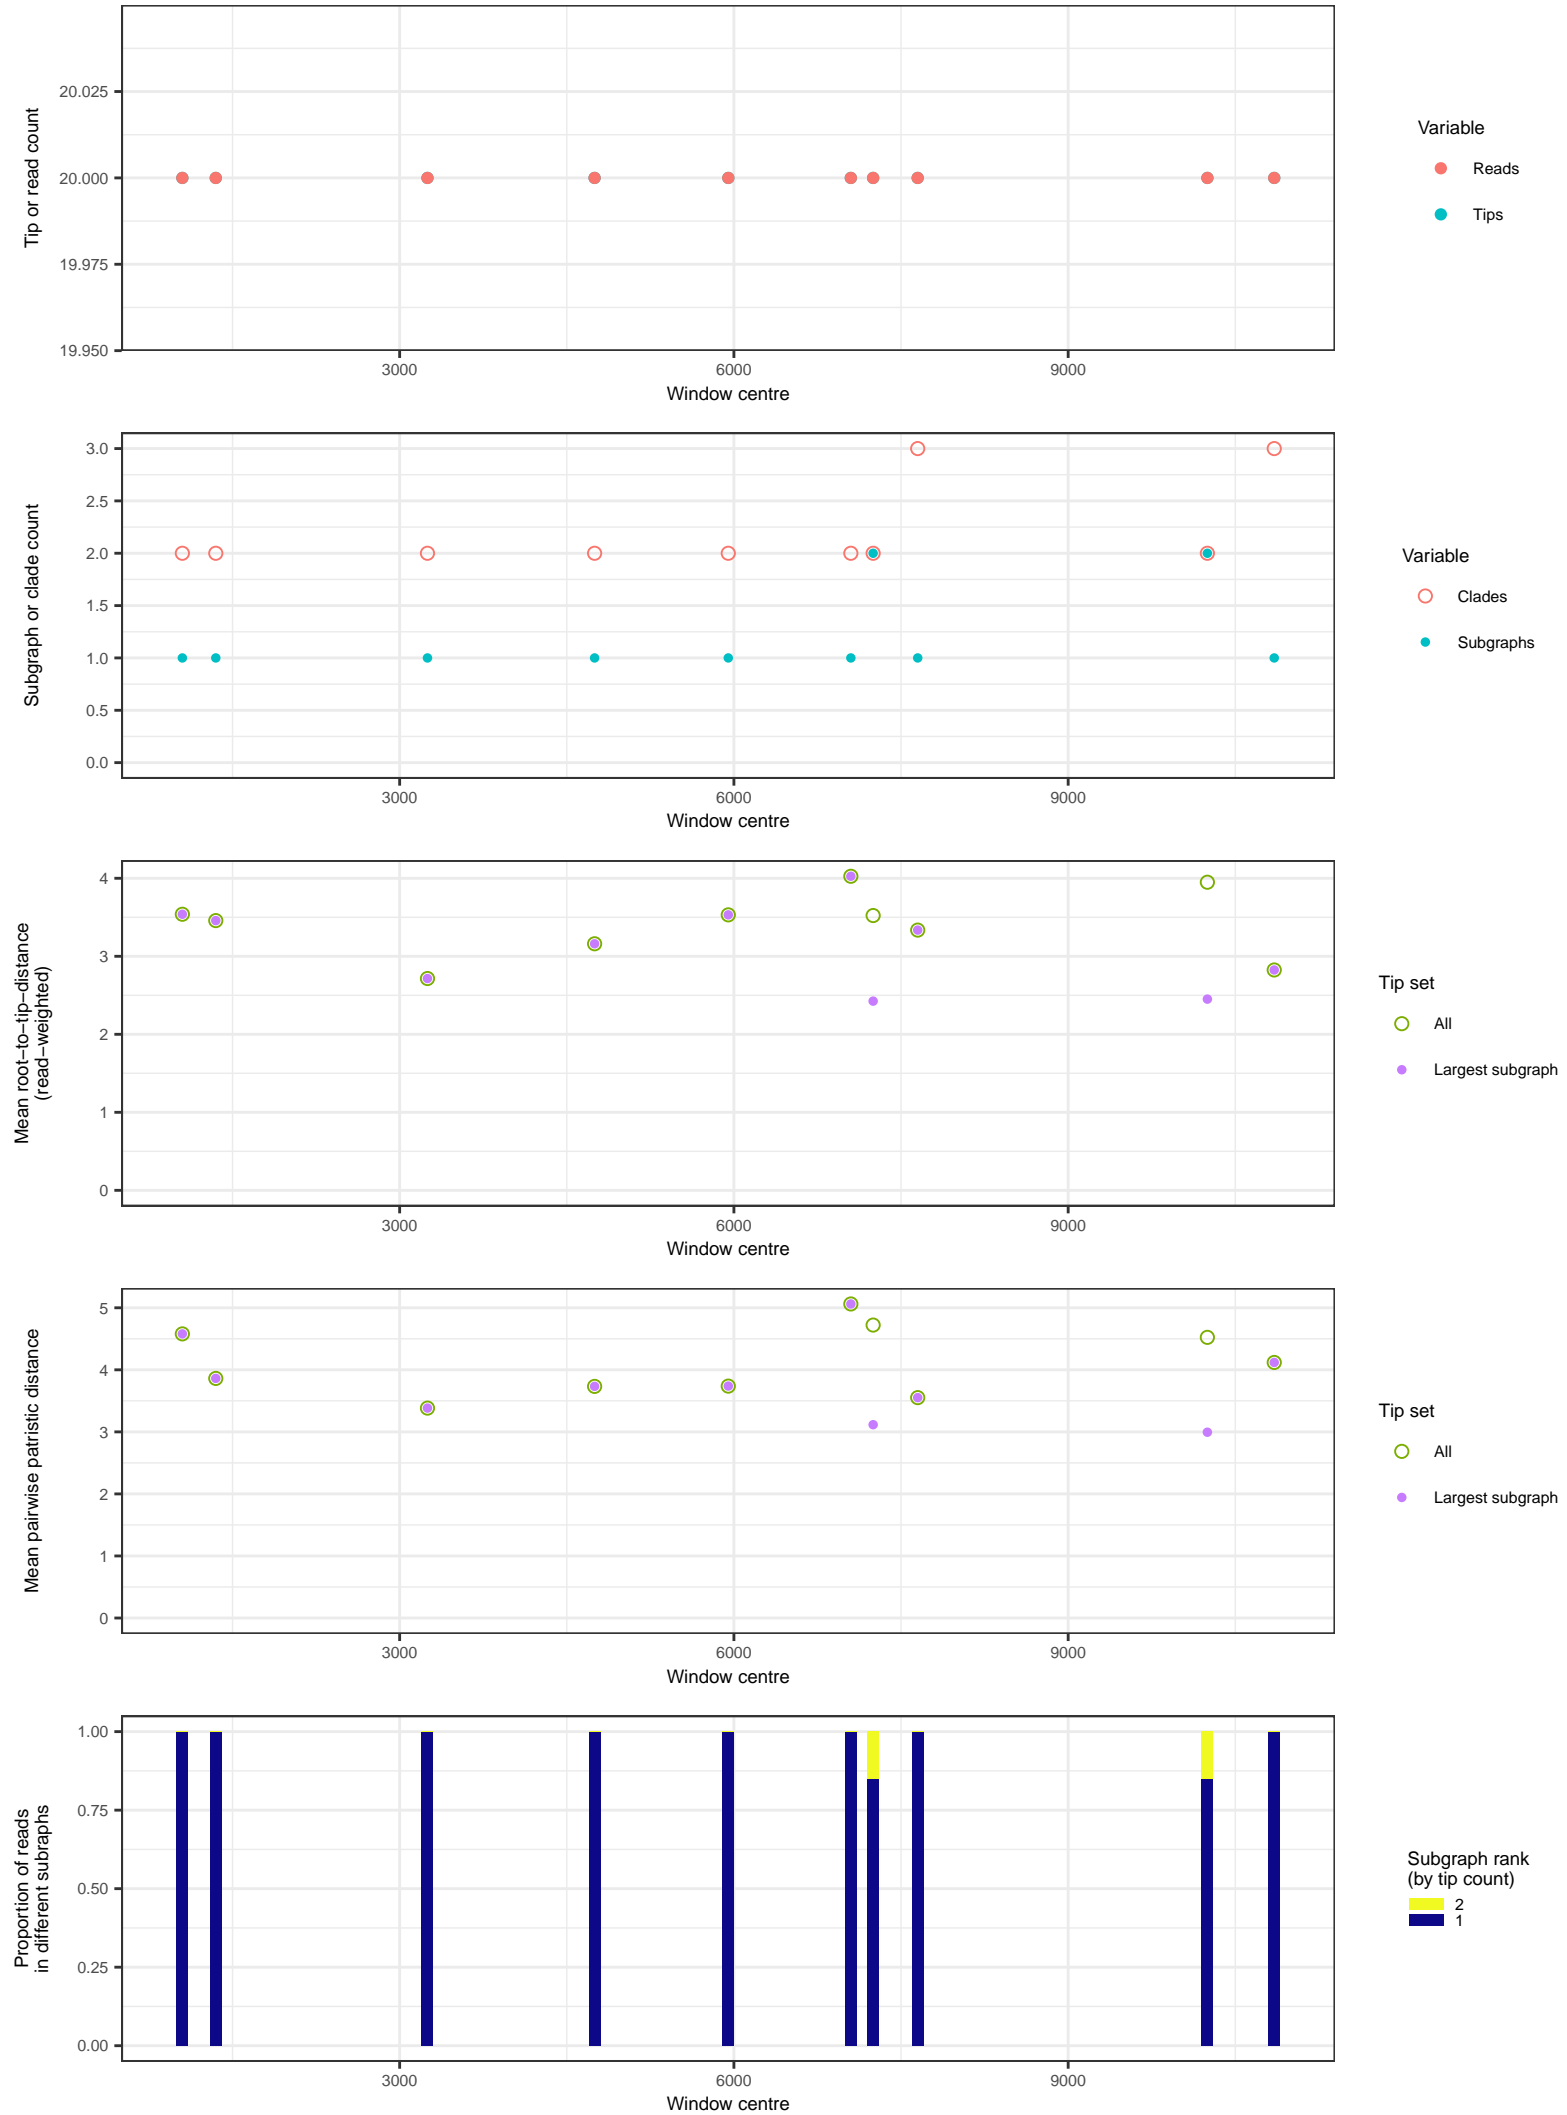 Tip or read count
20.025
20.000
19.975
19.950
3000
6000
9000
Window centre
Variable
Reads
Tips
Subgraph or clade count
3.0
2.5
2.0
1.5
1.0
0.5
0.0
3000
6000
9000
Window centre
Variable
Clades
Subgraphs
Mean root−to−tip−distance
(read−weighted)
4
3
2
1
0
3000
6000
9000
Window centre
Tip set
All
Largest subgraph
Mean pairwise patristic distance
5
4
3
2
1
0
3000
6000
9000
Window centre
Tip set
All
Largest subgraph
Proportion of reads
in different subraphs
1.00
0.75
0.50
0.25
0.00
3000
6000
9000
Window centre
Subgraph rank
(by tip count)
2
1